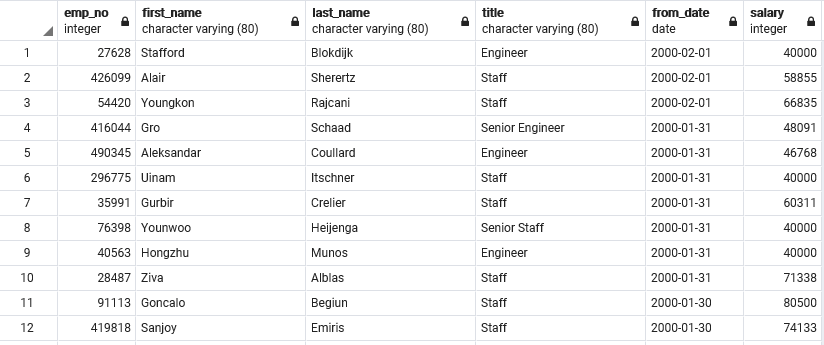 emp_no first_name last_name title from_date salary
integer character varying (80) character varying (80) character varying (80) date integer
1 27628 Stafford Blokdijk Engineer 2000-02-01 40000
2 426099 Alair Sherertz Staff 2000-02-01 58855
3 54420 Youngkon Rajcani Staff 2000-02-01 66835
4 416044 Gro Schaad Senior Engineer 2000-01-31 48091
5 490345 Aleksandar Coullard Engineer 2000-01-31 46768
6 296775 Uinam Itschner Staff 2000-01-31 40000
7 35991 Gurbir Crelier Staff 2000-01-31 60311
8 76398 Younwoo Heijenga Senior Staff 2000-01-31 40000
9 40563 Hongzhu Munos Engineer 2000-01-31 40000
10 28487 Ziva Alblas Staff 2000-01-31 71338
11 91113 Goncalo Begiun Staff 2000-01-30 80500
12 419818 Sanjoy Emiris Staff 2000-01-30 74133